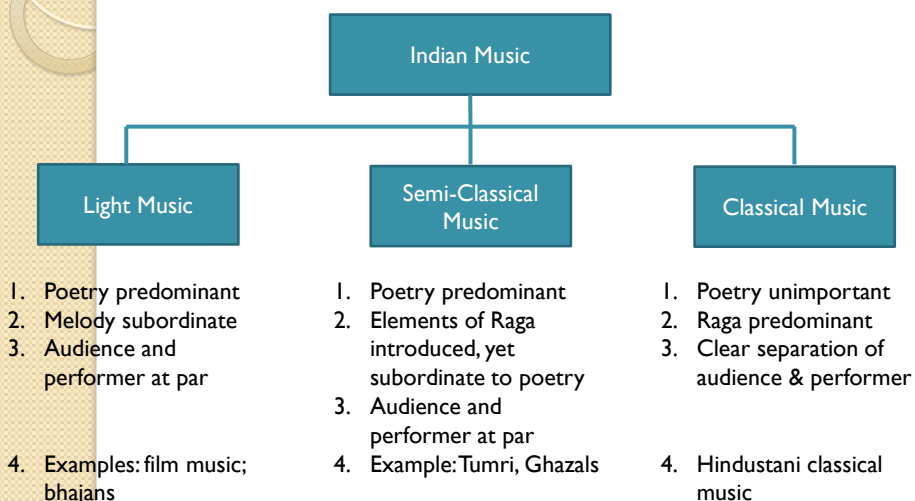 Indian Music
Light Music
Semi-Classical
Music
Classical Music
1. Poetry predominant
2. Melody subordinate
3. Audience and
performer at par
4. Examples: film music;
bhajans
1. Poetry predominant
2. Elements of Raga
introduced, yet
subordinate to poetry
3. Audience and
performer at par
4. Example: Tumri, Ghazals
1. Poetry unimportant
2. Raga predominant
3. Clear separation of
audience & performer
4. Hindustani classical
music